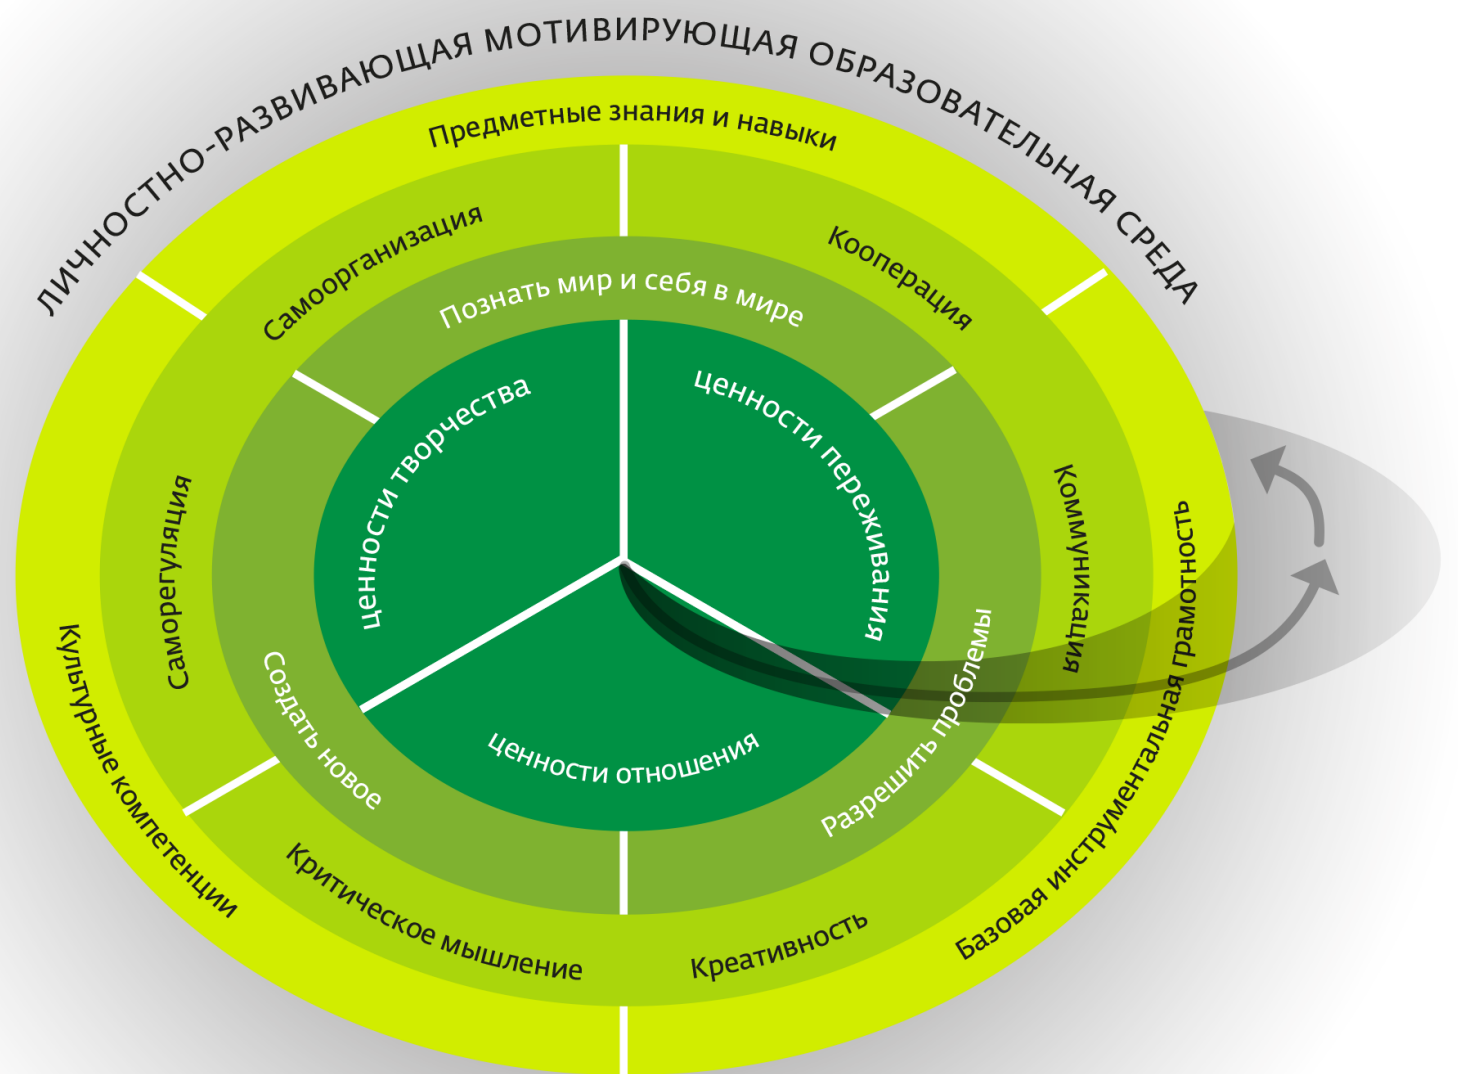 ЛИЧНОСТНО-РАЗВИВАЮЩАЯ МОТИВИРУЮЩАЯ ОБРАЗОВАТЕЛЬНАЯ СРЕДА
Предметные знания и навыки
Самоорганизация
Кооперация
Познать мир и себя в мире
ценности творчества
ценности переживания
Саморегуляция
Коммуникация
Культурные компетенции
Базовая инструментальная грамотность
Создать новое
Разрешить проблемы
ценности отношения
Критическое мышление
Креативность